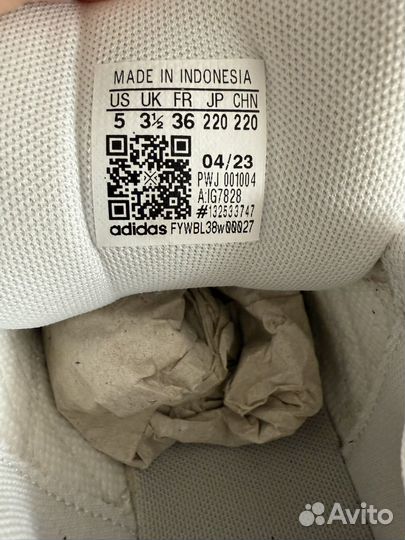 MADE IN INDONESIA
US UK FR JP CHN
5 3½ 36 220 220
04/23
PWJ 001004
A:IG7828
#132533747
adidas FYWBL38w00027
Avito